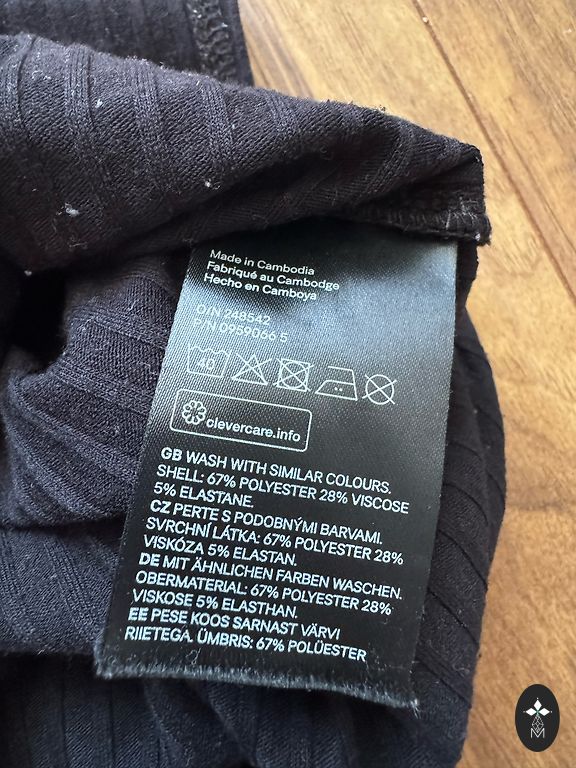 Made in Cambodia
Fabriqué au Cambodge
Hecho en Camboya
O/N 248542
P/N 0959066 5
40
clevercare.info
GB WASH WITH SIMILAR COLOURS.
SHELL: 67% POLYESTER 28% VISCOSE
5% ELASTANE.
CZ PERTE S PODOBNÝMI BARVAMI.
SVRCHNÍ LÁTKA: 67% POLYESTER 28%
VISKÓZA 5% ELASTAN.
DE MIT ÄHNLICHEN FARBEN WASCHEN.
OBERMATERIAL: 67% POLYESTER 28%
VISKOSE 5% ELASTHAN.
EE PESE KOOS SARNAST VÄRVI
RIIETEGA. ÜMBRIS: 67% POLÜESTER
M